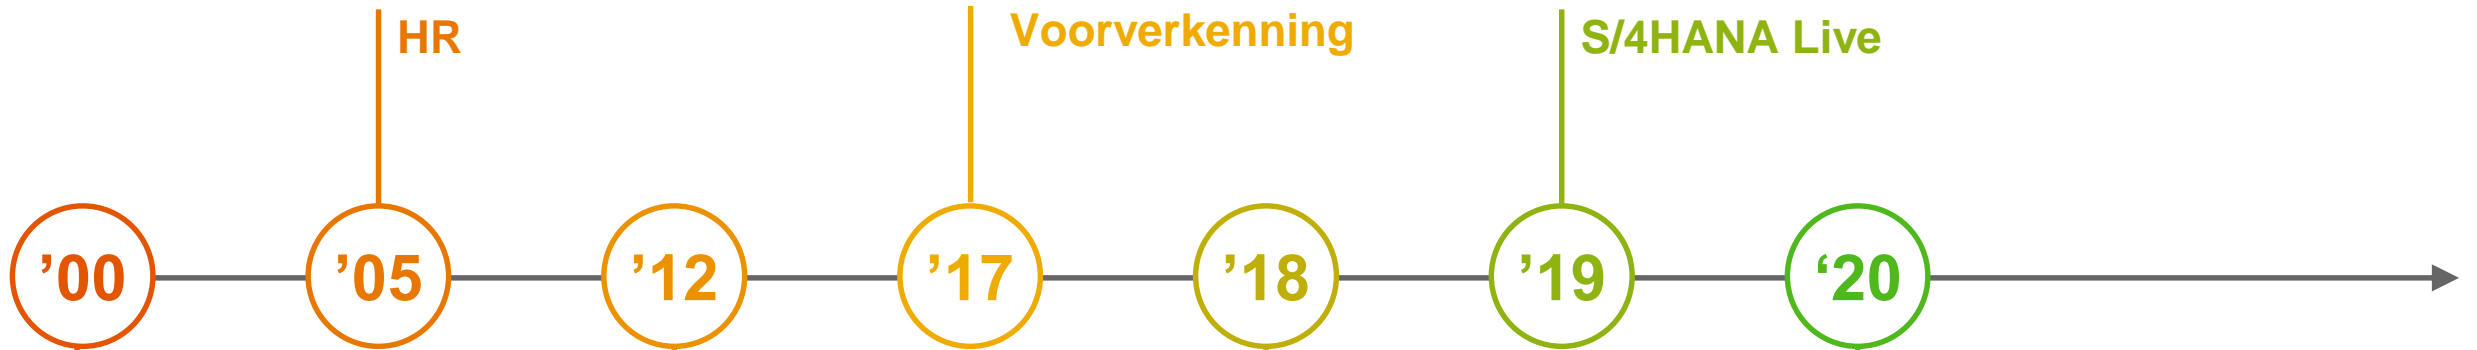 HR
Voorverkenning
S/4HANA Live
’00 ’05 ’12 ’17 ’18 ’19 ‘20